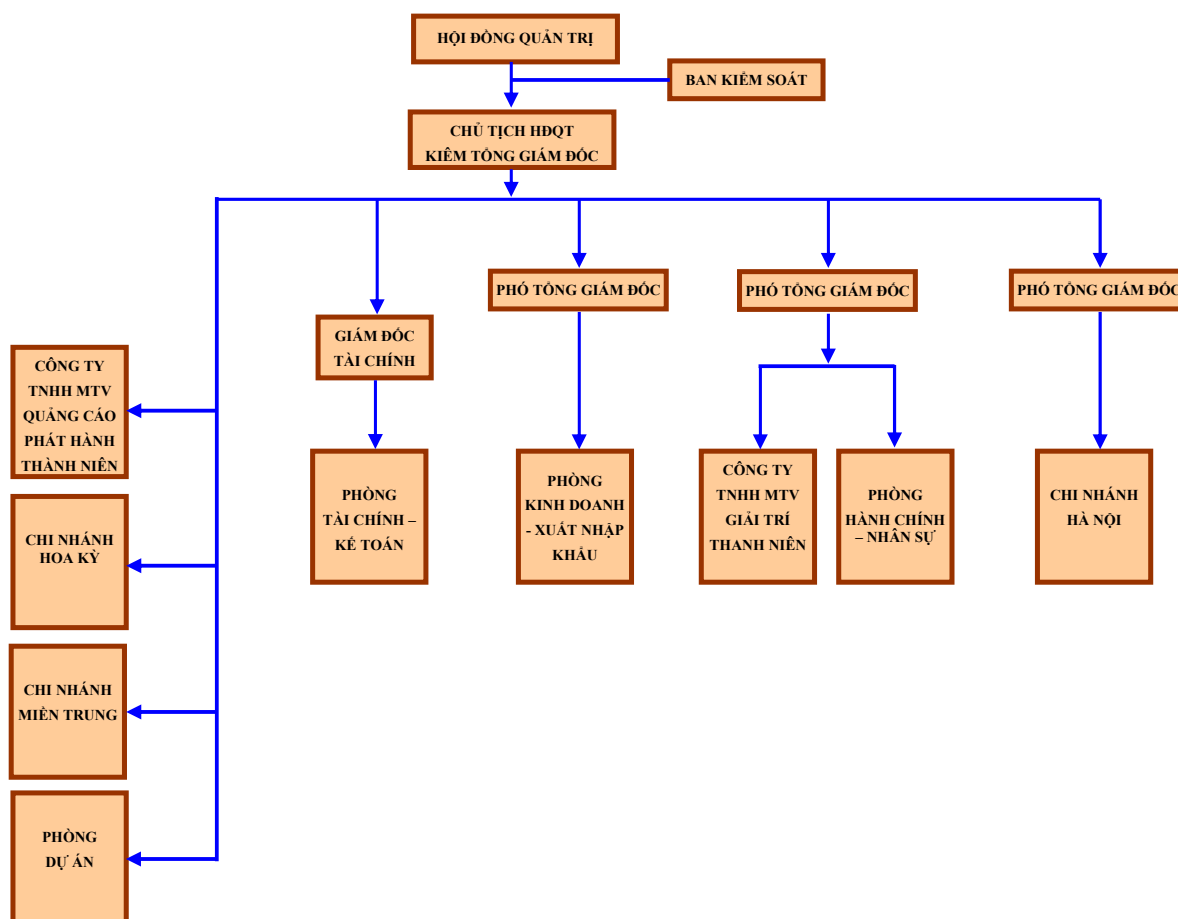 HỘI ĐỒNG QUẢN TRỊ
BAN KIỂM SOÁT
CHỦ TỊCH HĐQT
KIÊM TỔNG GIÁM ĐỐC
PHÓ TỔNG GIÁM ĐỐC
PHÓ TỔNG GIÁM ĐỐC
PHÓ TỔNG GIÁM ĐỐC
GIÁM ĐỐC
TÀI CHÍNH
CÔNG TY
TNHH MTV
QUẢNG CÁO
PHÁT HÀNH
THÀNH NIÊN
PHÒNG
TÀI CHÍNH –
KẾ TOÁN
PHÒNG
KINH DOANH
- XUẤT NHẬP
KHẨU
CÔNG TY
TNHH MTV
GIẢI TRÍ
THANH NIÊN
PHÒNG
HÀNH CHÍNH
– NHÂN SỰ
CHI NHÁNH
HÀ NỘI
CHI NHÁNH
HOA KỲ
CHI NHÁNH
MIỀN TRUNG
PHÒNG
DỰ ÁN